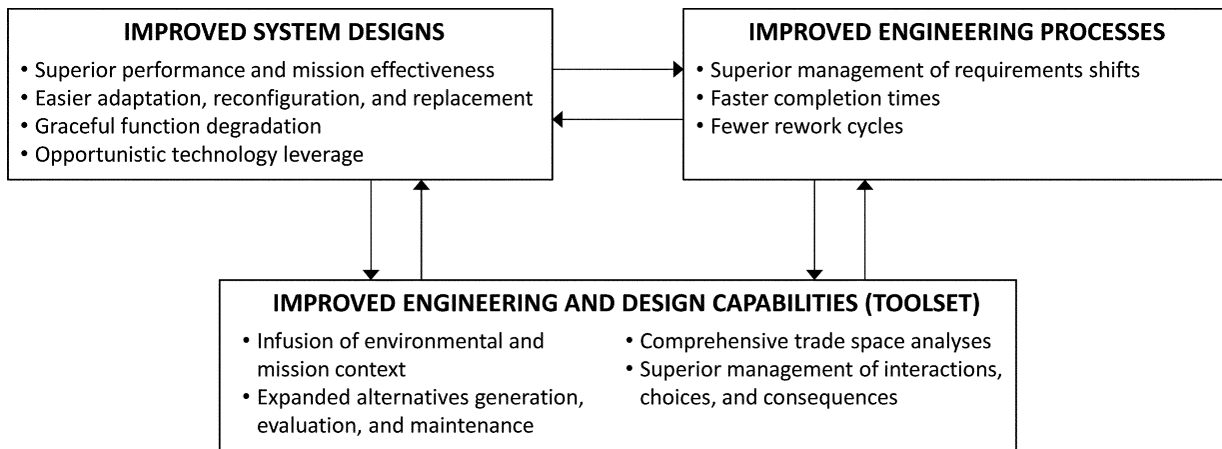 IMPROVED SYSTEM DESIGNS
• Superior performance and mission effectiveness
• Easier adaptation, reconfiguration, and replacement
• Graceful function degradation
• Opportunistic technology leverage
IMPROVED ENGINEERING PROCESSES
• Superior management of requirements shifts
• Faster completion times
• Fewer rework cycles
IMPROVED ENGINEERING AND DESIGN CAPABILITIES (TOOLSET)
• Infusion of environmental and
mission context
• Expanded alternatives generation,
evaluation, and maintenance
• Comprehensive trade space analyses
• Superior management of interactions,
choices, and consequences